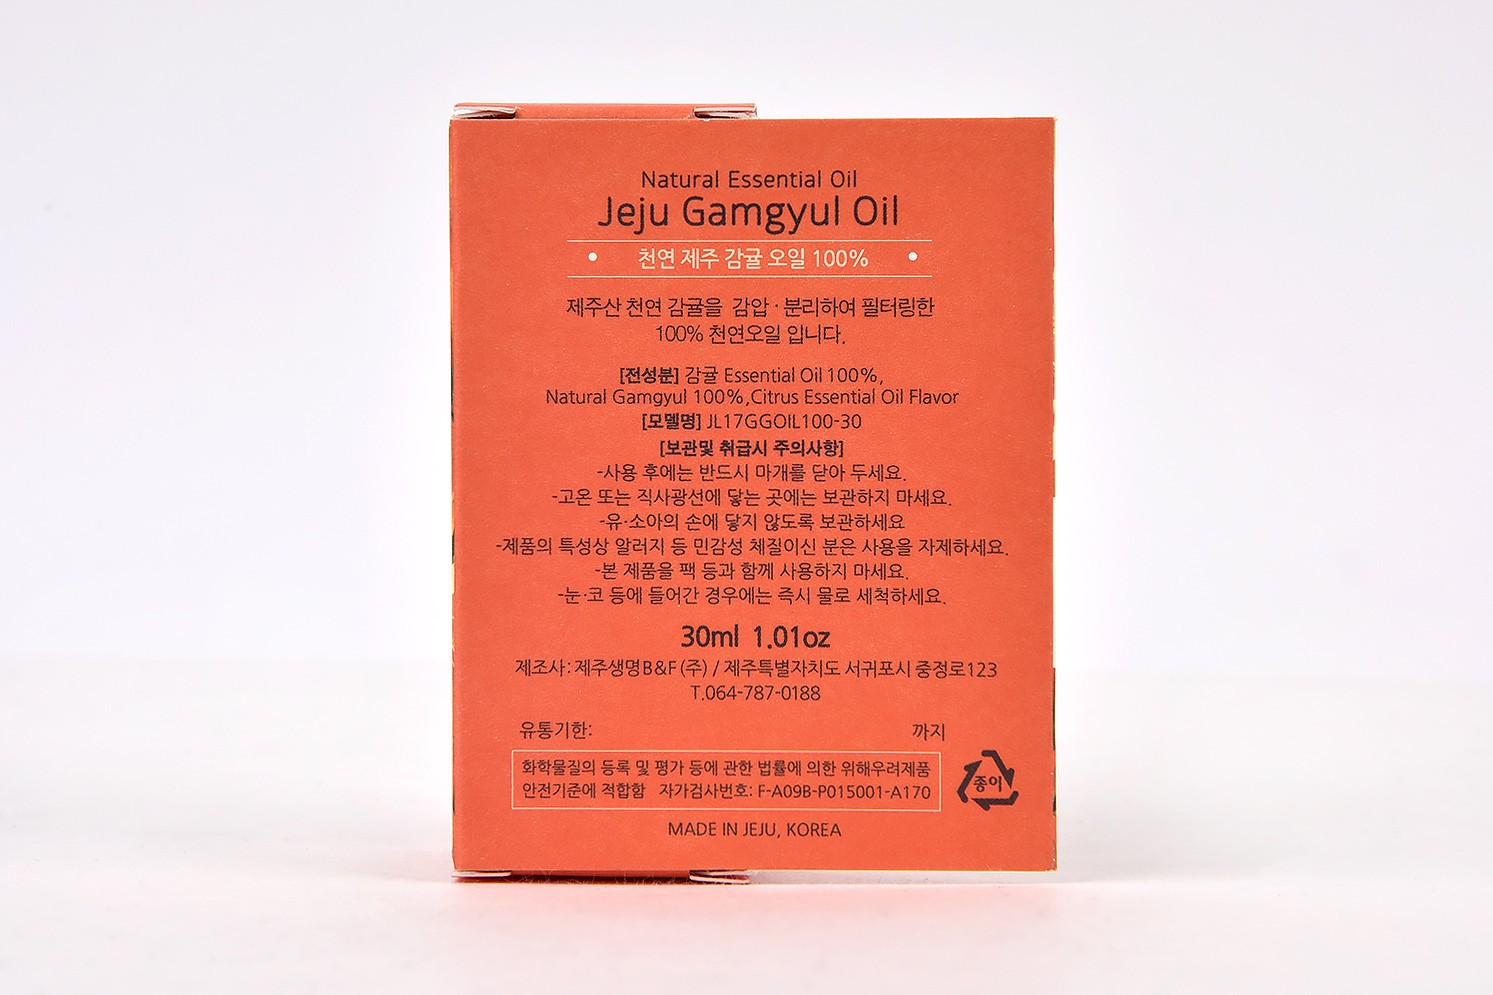 Natural Essential Oil
Jeju Gamgyul Oil
• 천연 제주 감귤 오일 100% •
제주산 천연 감귤을 감압·분리하여 필터링한
100% 천연오일 입니다.
[전성분] 감귤 Essential Oil 100%,
Natural Gamgyul 100%,Citrus Essential Oil Flavor
[모델명] JL17GGOIL100-30
[보관및 취급시 주의사항]
-사용 후에는 반드시 마개를 닫아 두세요.
-고온 또는 직사광선에 닿는 곳에는 보관하지 마세요.
-유·소아의 손에 닿지 않도록 보관하세요
-제품의 특성상 알러지 등 민감성 체질이신 분은 사용을 자제하세요.
-본 제품을 팩 등과 함께 사용하지 마세요.
-눈·코 등에 들어간 경우에는 즉시 물로 세척하세요.
30ml 1.01oz
제조사: 제주생명B&F (주) / 제주특별자치도 서귀포시 중정로123
T.064-787-0188
유통기한: 까지
화학물질의 등록 및 평가 등에 관한 법률에 의한 위해우려제품
안전기준에 적합함 자가검사번호: F-A09B-P015001-A170
종이
MADE IN JEJU, KOREA